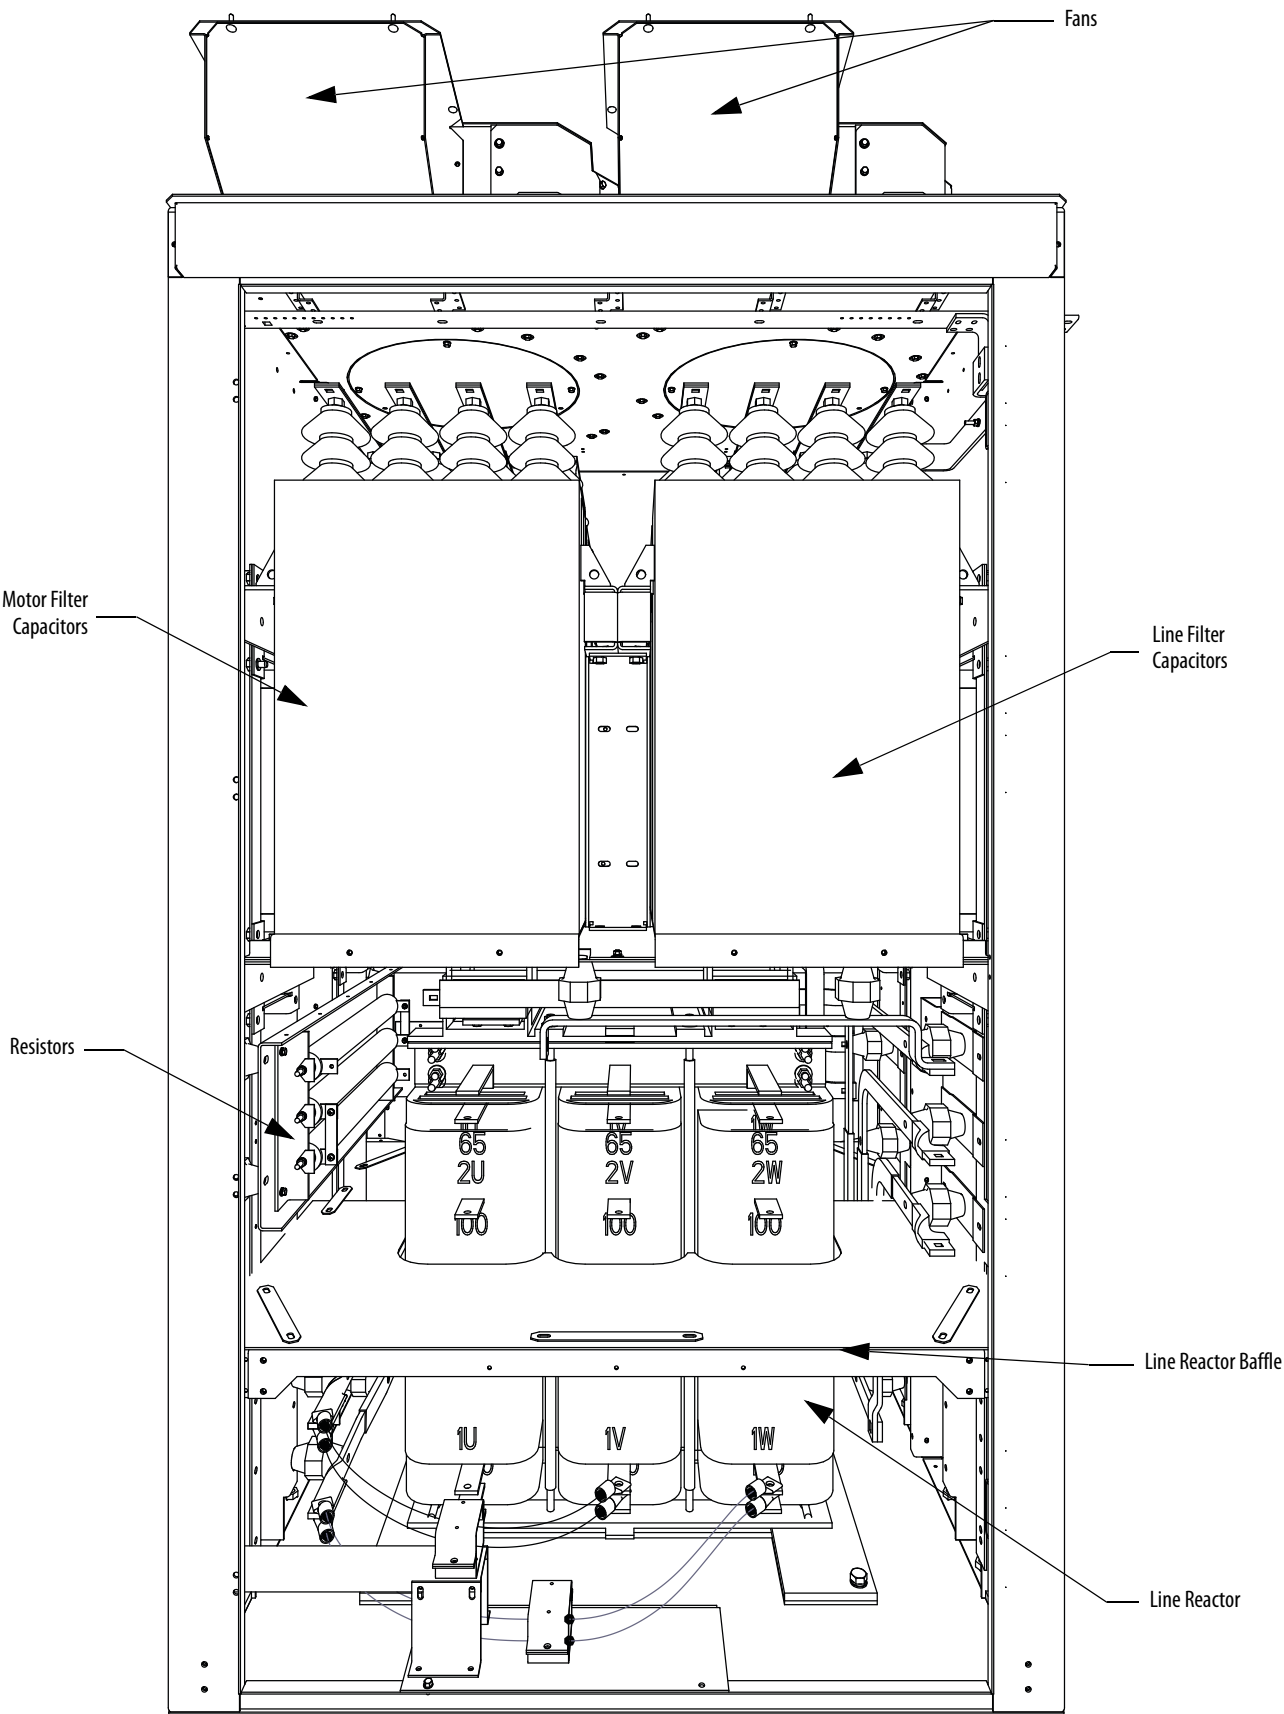 Fans
Motor Filter
Capacitors
Line Filter
Capacitors
Resistors
65 65 65
2U 2V 2W
100 100 100
Line Reactor Baffle
1U 1V 1W
Line Reactor